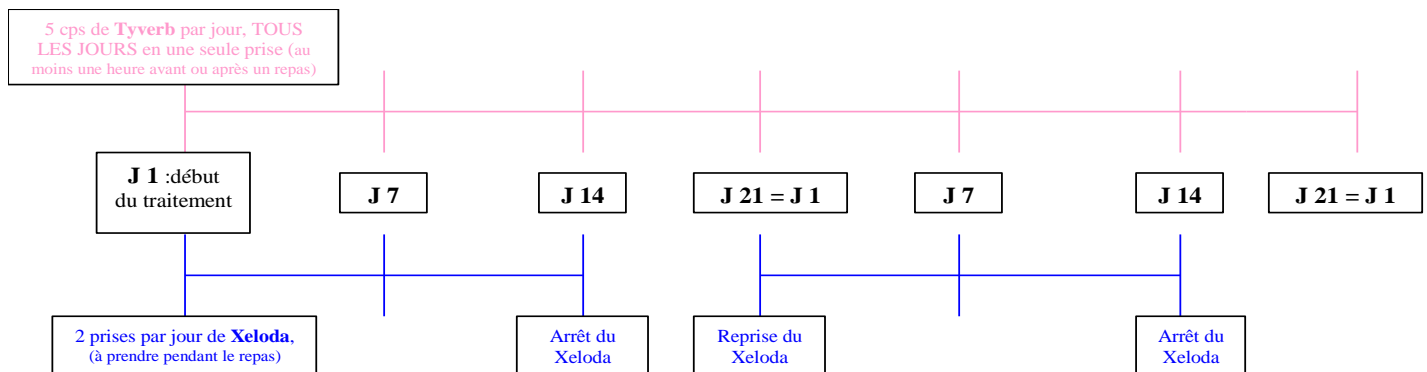 5 cps de Tyverb par jour, TOUS
LES JOURS en une seule prise (au
moins une heure avant ou après un repas)
J 1 :début
du traitement
J 7
J 14
J 21 = J 1
J 7
J 14
J 21 = J 1
2 prises par jour de Xeloda,
(à prendre pendant le repas)
Arrêt du
Xeloda
Reprise du
Xeloda
Arrêt du
Xeloda